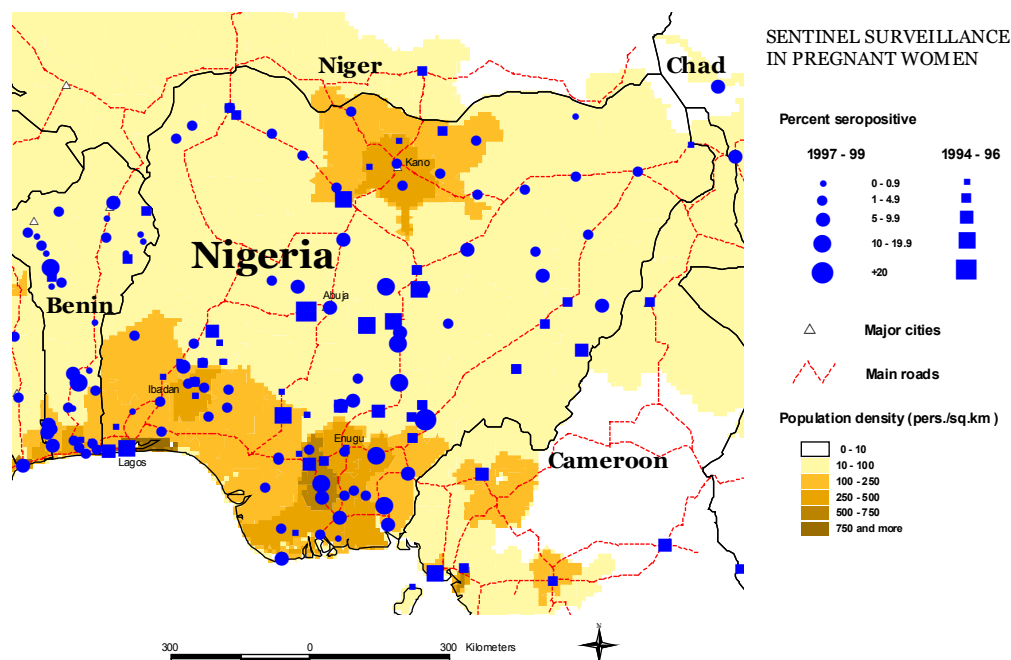 Niger
Chad
Kano
Nigeria
Abuja
Benin
Ibadan
Enugu
Lagos
Cameroon
300 0 300 Kilometers
N
SENTINEL SURVEILLANCE
IN PREGNANT WOMEN
Percent seropositive
1997 - 99 1994 - 96
0 - 0.9
1 - 4.9
5 - 9.9
10 - 19.9
+20
Major cities
Main roads
Population density (pers./sq.km )
0 - 10
10 - 100
100 - 250
250 - 500
500 - 750
750 and more